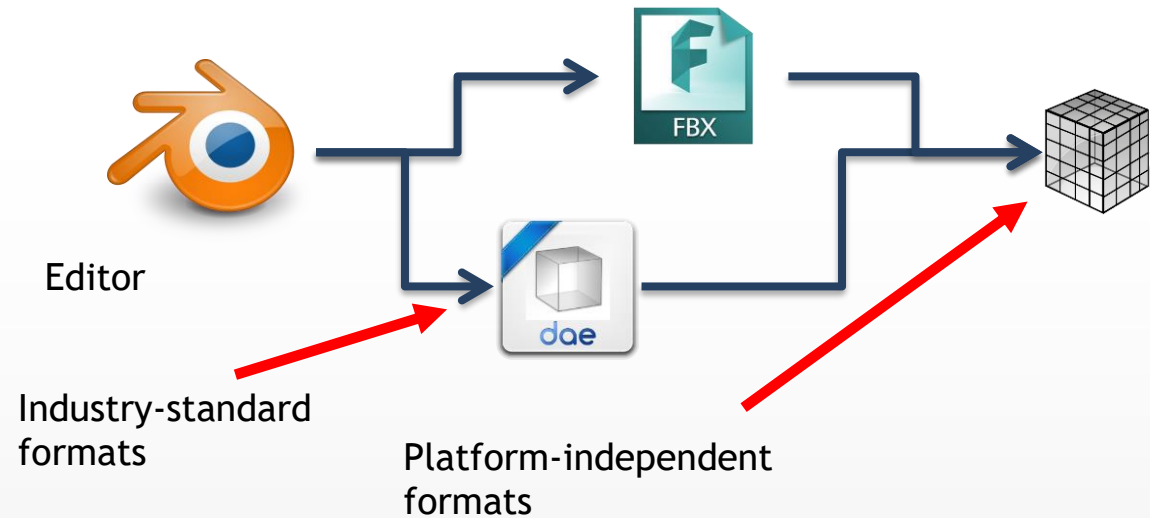 FBX
Editor
dae
Industry-standard
formats
Platform-independent
formats